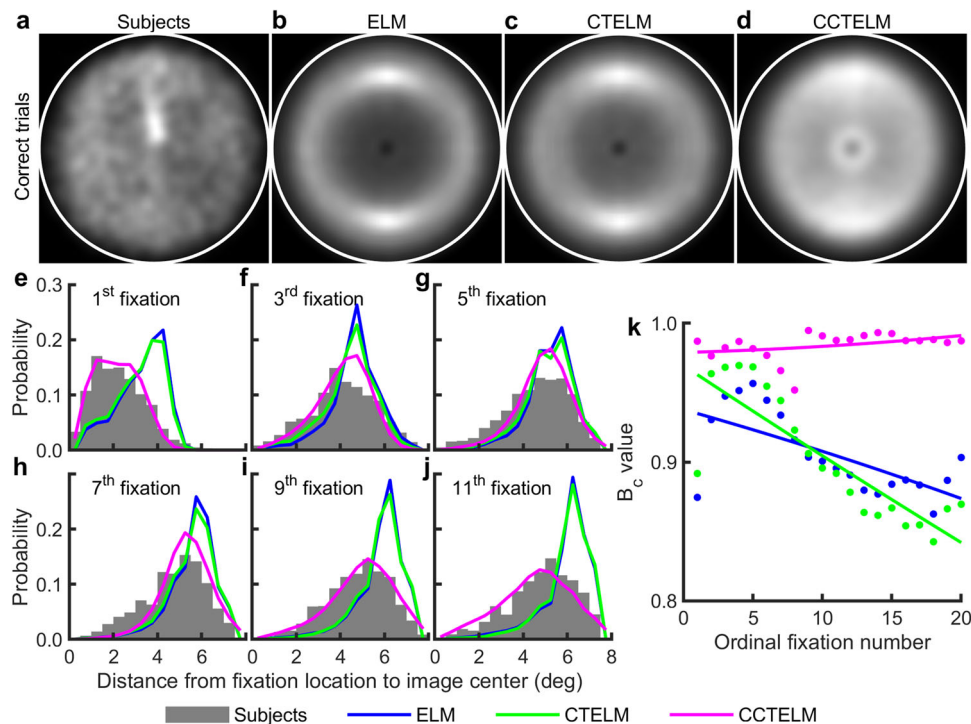 a Subjects b ELM c CTELM d CCTELM
Correct trials
e 1st fixation f 3rd fixation g 5th fixation
0.3
0.2
0.1
0.0
Probability
h 7th fixation i 9th fixation j 11th fixation
0.2
0.1
0.0
Probability
0 2 4 6 0 2 4 6 0 2 4 6 8
Distance from fixation location to image center (deg)
k
1.0
0.9
0.8
Bc value
0 5 10 15 20
Ordinal fixation number
Subjects ELM CTELM CCTELM